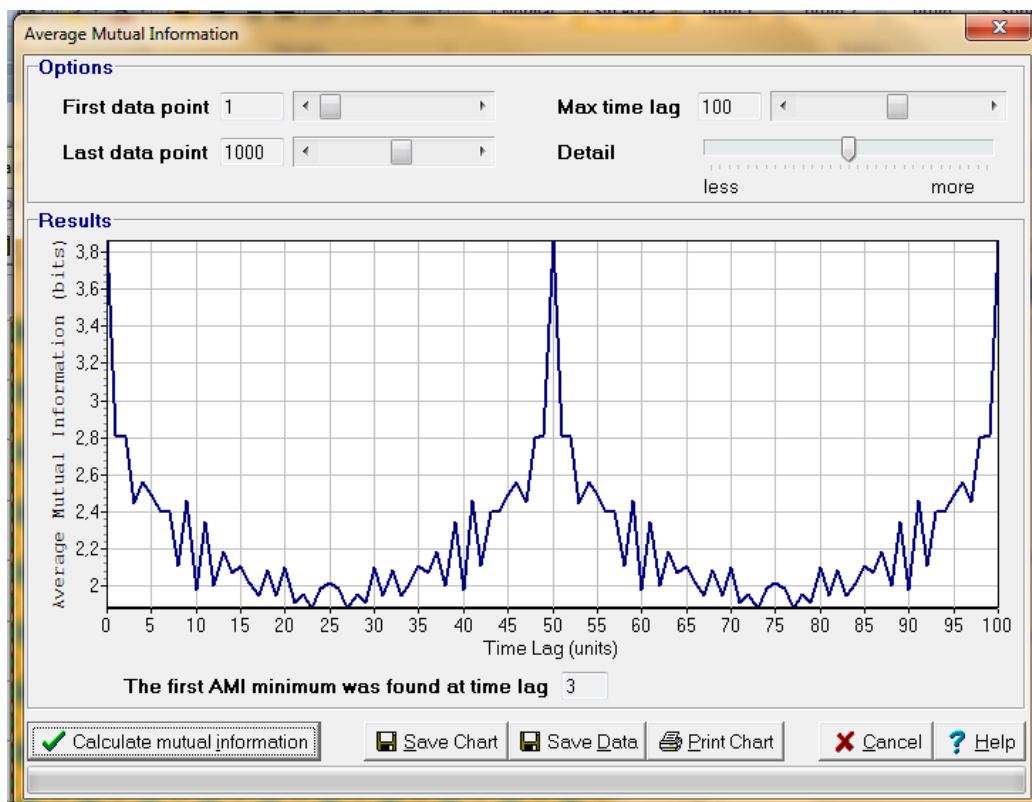 Average Mutual Information
Options
First data point 1
Max time lag 100
Last data point 1000
Detail
less more
Results
Average Mutual Information (bits)
3,8
3,6
3,4
3,2
3
2,8
2,6
2,4
2,2
2
0 5 10 15 20 25 30 35 40 45 50 55 60 65 70 75 80 85 90 95 100
Time Lag (units)
The first AMI minimum was found at time lag 3
Calculate mutual information Save Chart Save Data Print Chart Cancel Help